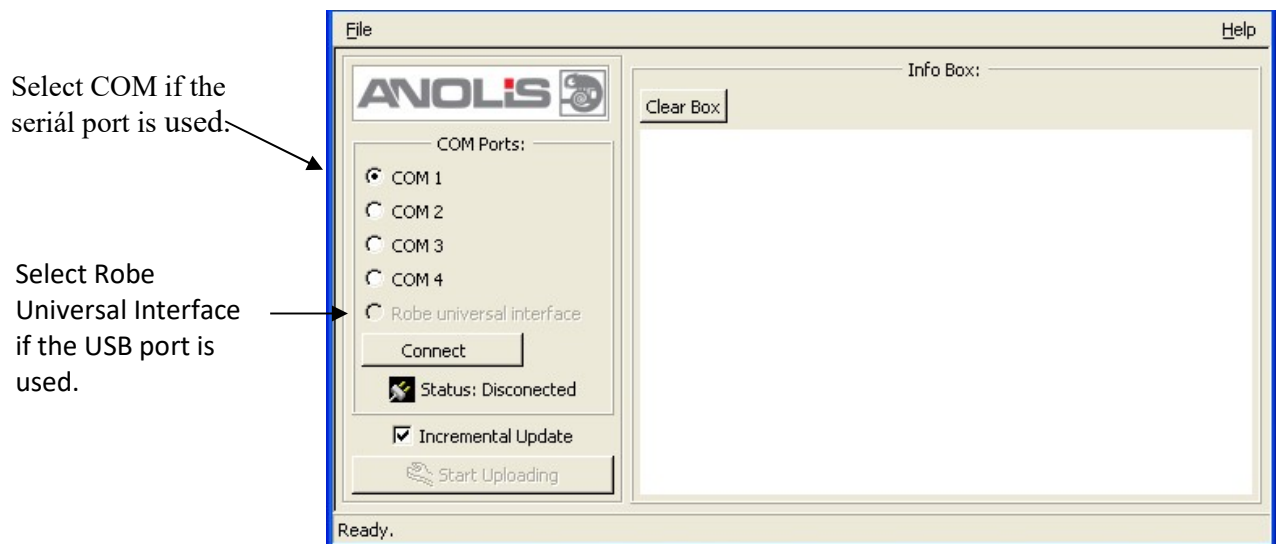 File
Help
Select COM if the
seriál port is used.
ANOLiS
COM Ports:
COM 1
COM 2
COM 3
COM 4
Robe universal interface
Connect
Status: Disconected
Incremental Update
Start Uploading
Select Robe
Universal Interface
if the USB port is
used.
Info Box:
Clear Box
Ready.